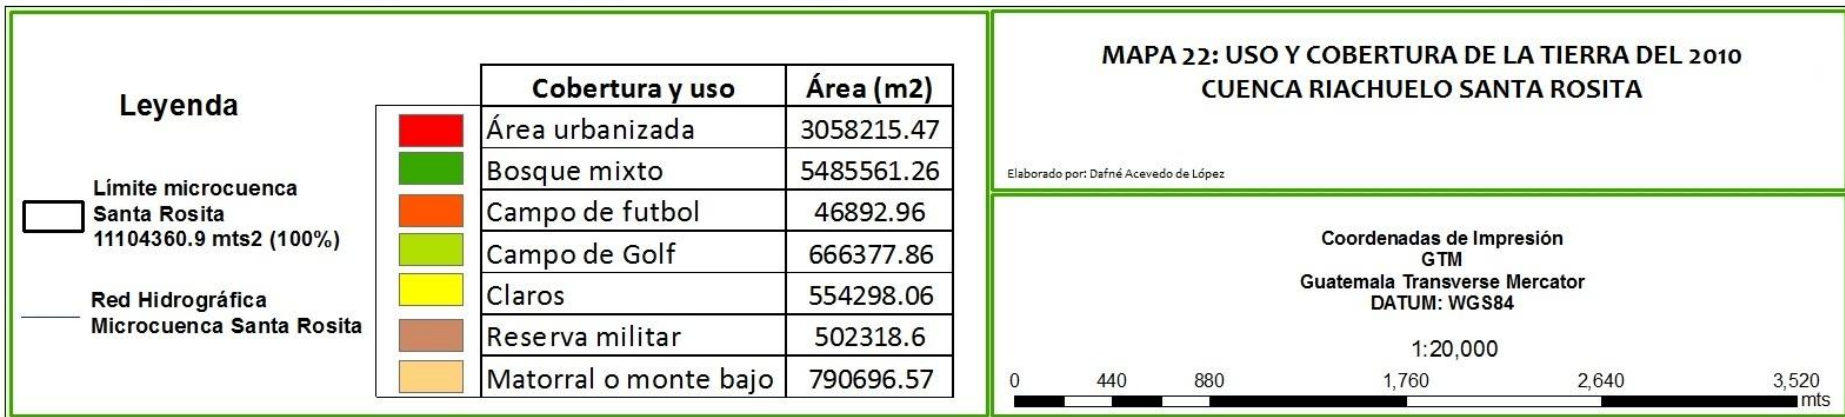 Leyenda
Límite microcuenca
Santa Rosita
11104360.9 mts2 (100%)
Red Hidrográfica
Microcuenca Santa Rosita
Cobertura y uso Área (m2)
Área urbanizada 3058215.47
Bosque mixto 5485561.26
Campo de futbol 46892.96
Campo de Golf 666377.86
Claros 554298.06
Reserva militar 502318.6
Matorral o monte bajo 790696.57
MAPA 22: USO Y COBERTURA DE LA TIERRA DEL 2010
CUENCA RIACHUELO SANTA ROSITA
Elaborado por: Dafné Acevedo de López
Coordenadas de Impresión
GTM
Guatemala Transverse Mercator
DATUM: WGS84
1:20,000
0 440 880 1,760 2,640 3,520
mts